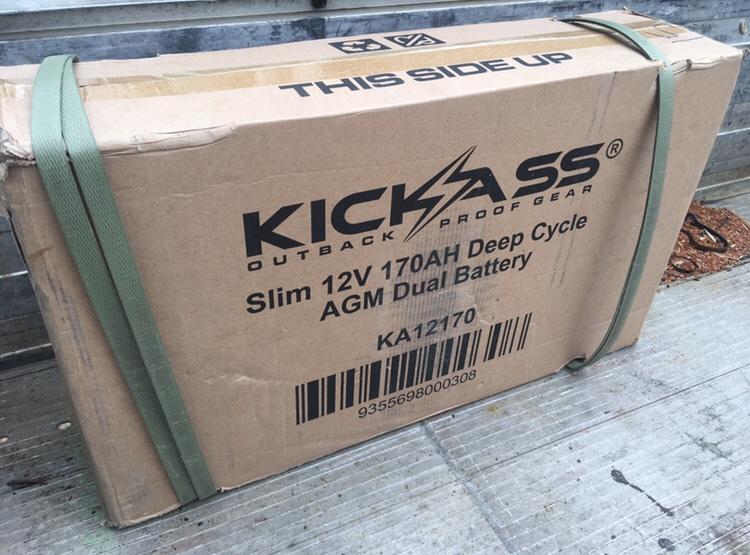 THIS SIDE UP
KICKASS®
OUTBACK PROOF GEAR
Slim 12V 170AH Deep Cycle
AGM Dual Battery
KA12170
9355698000308